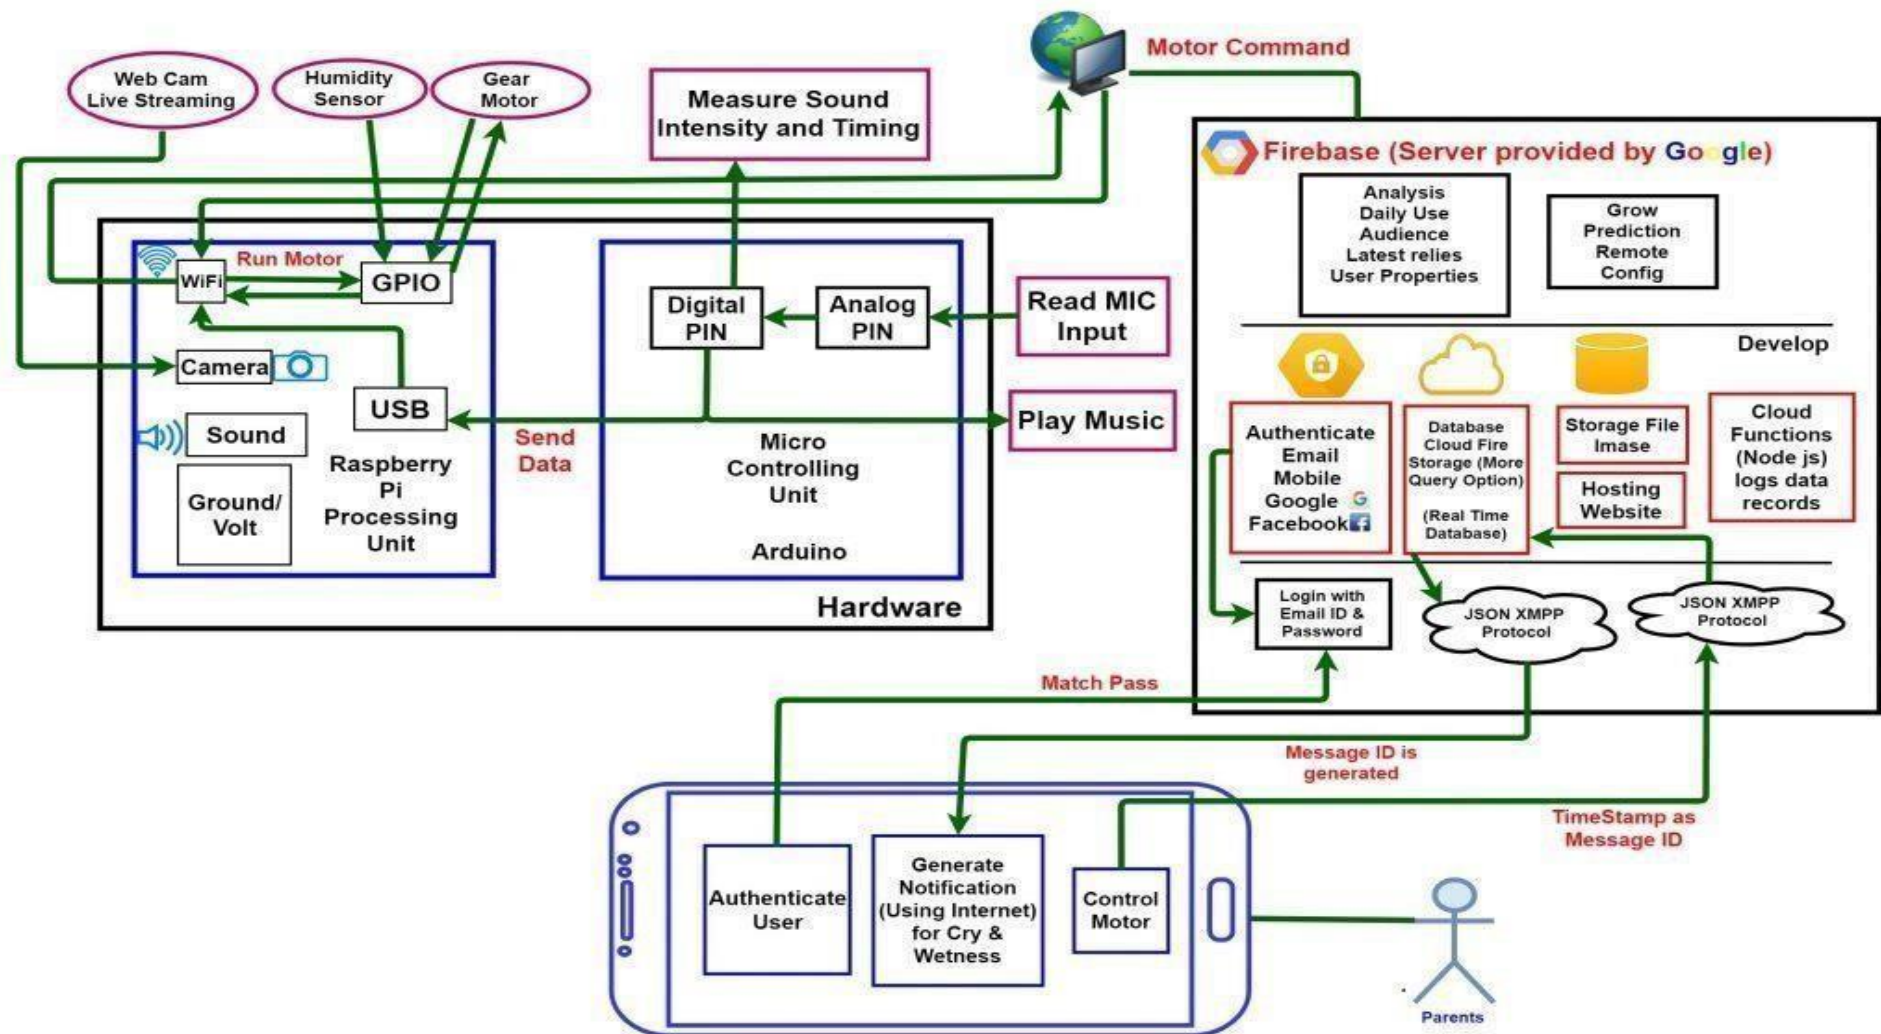 Motor Command
Web Cam
Live Streaming
Humidity
Sensor
Gear
Motor
Measure Sound
Intensity and Timing
Firebase (Server provided by Google)
Analysis
Daily Use
Audience
Latest relies
User Properties
Grow
Prediction
Remote
Config
Develop
WiFi
Run Motor
GPIO
Camera
USB
Sound
Ground/
Volt
Raspberry
Pi
Processing
Unit
Send
Data
Digital
PIN
Analog
PIN
Read MIC
Input
Play Music
Micro
Controlling
Unit
Arduino
Hardware
Authenticate
Email
Mobile
Google G
Facebook f
Database
Cloud Fire
Storage (More
Query Option)
(Real Time
Database)
Storage File
Imase
Hosting
Website
Cloud
Functions
(Node js)
logs data
records
Login with
Email ID &
Password
JSON XMPP
Protocol
JSON XMPP
Protocol
Match Pass
Message ID is
generated
TimeStamp as
Message ID
Authenticate
User
Generate
Notification
(Using Internet)
for Cry &
Wetness
Control
Motor
Parents